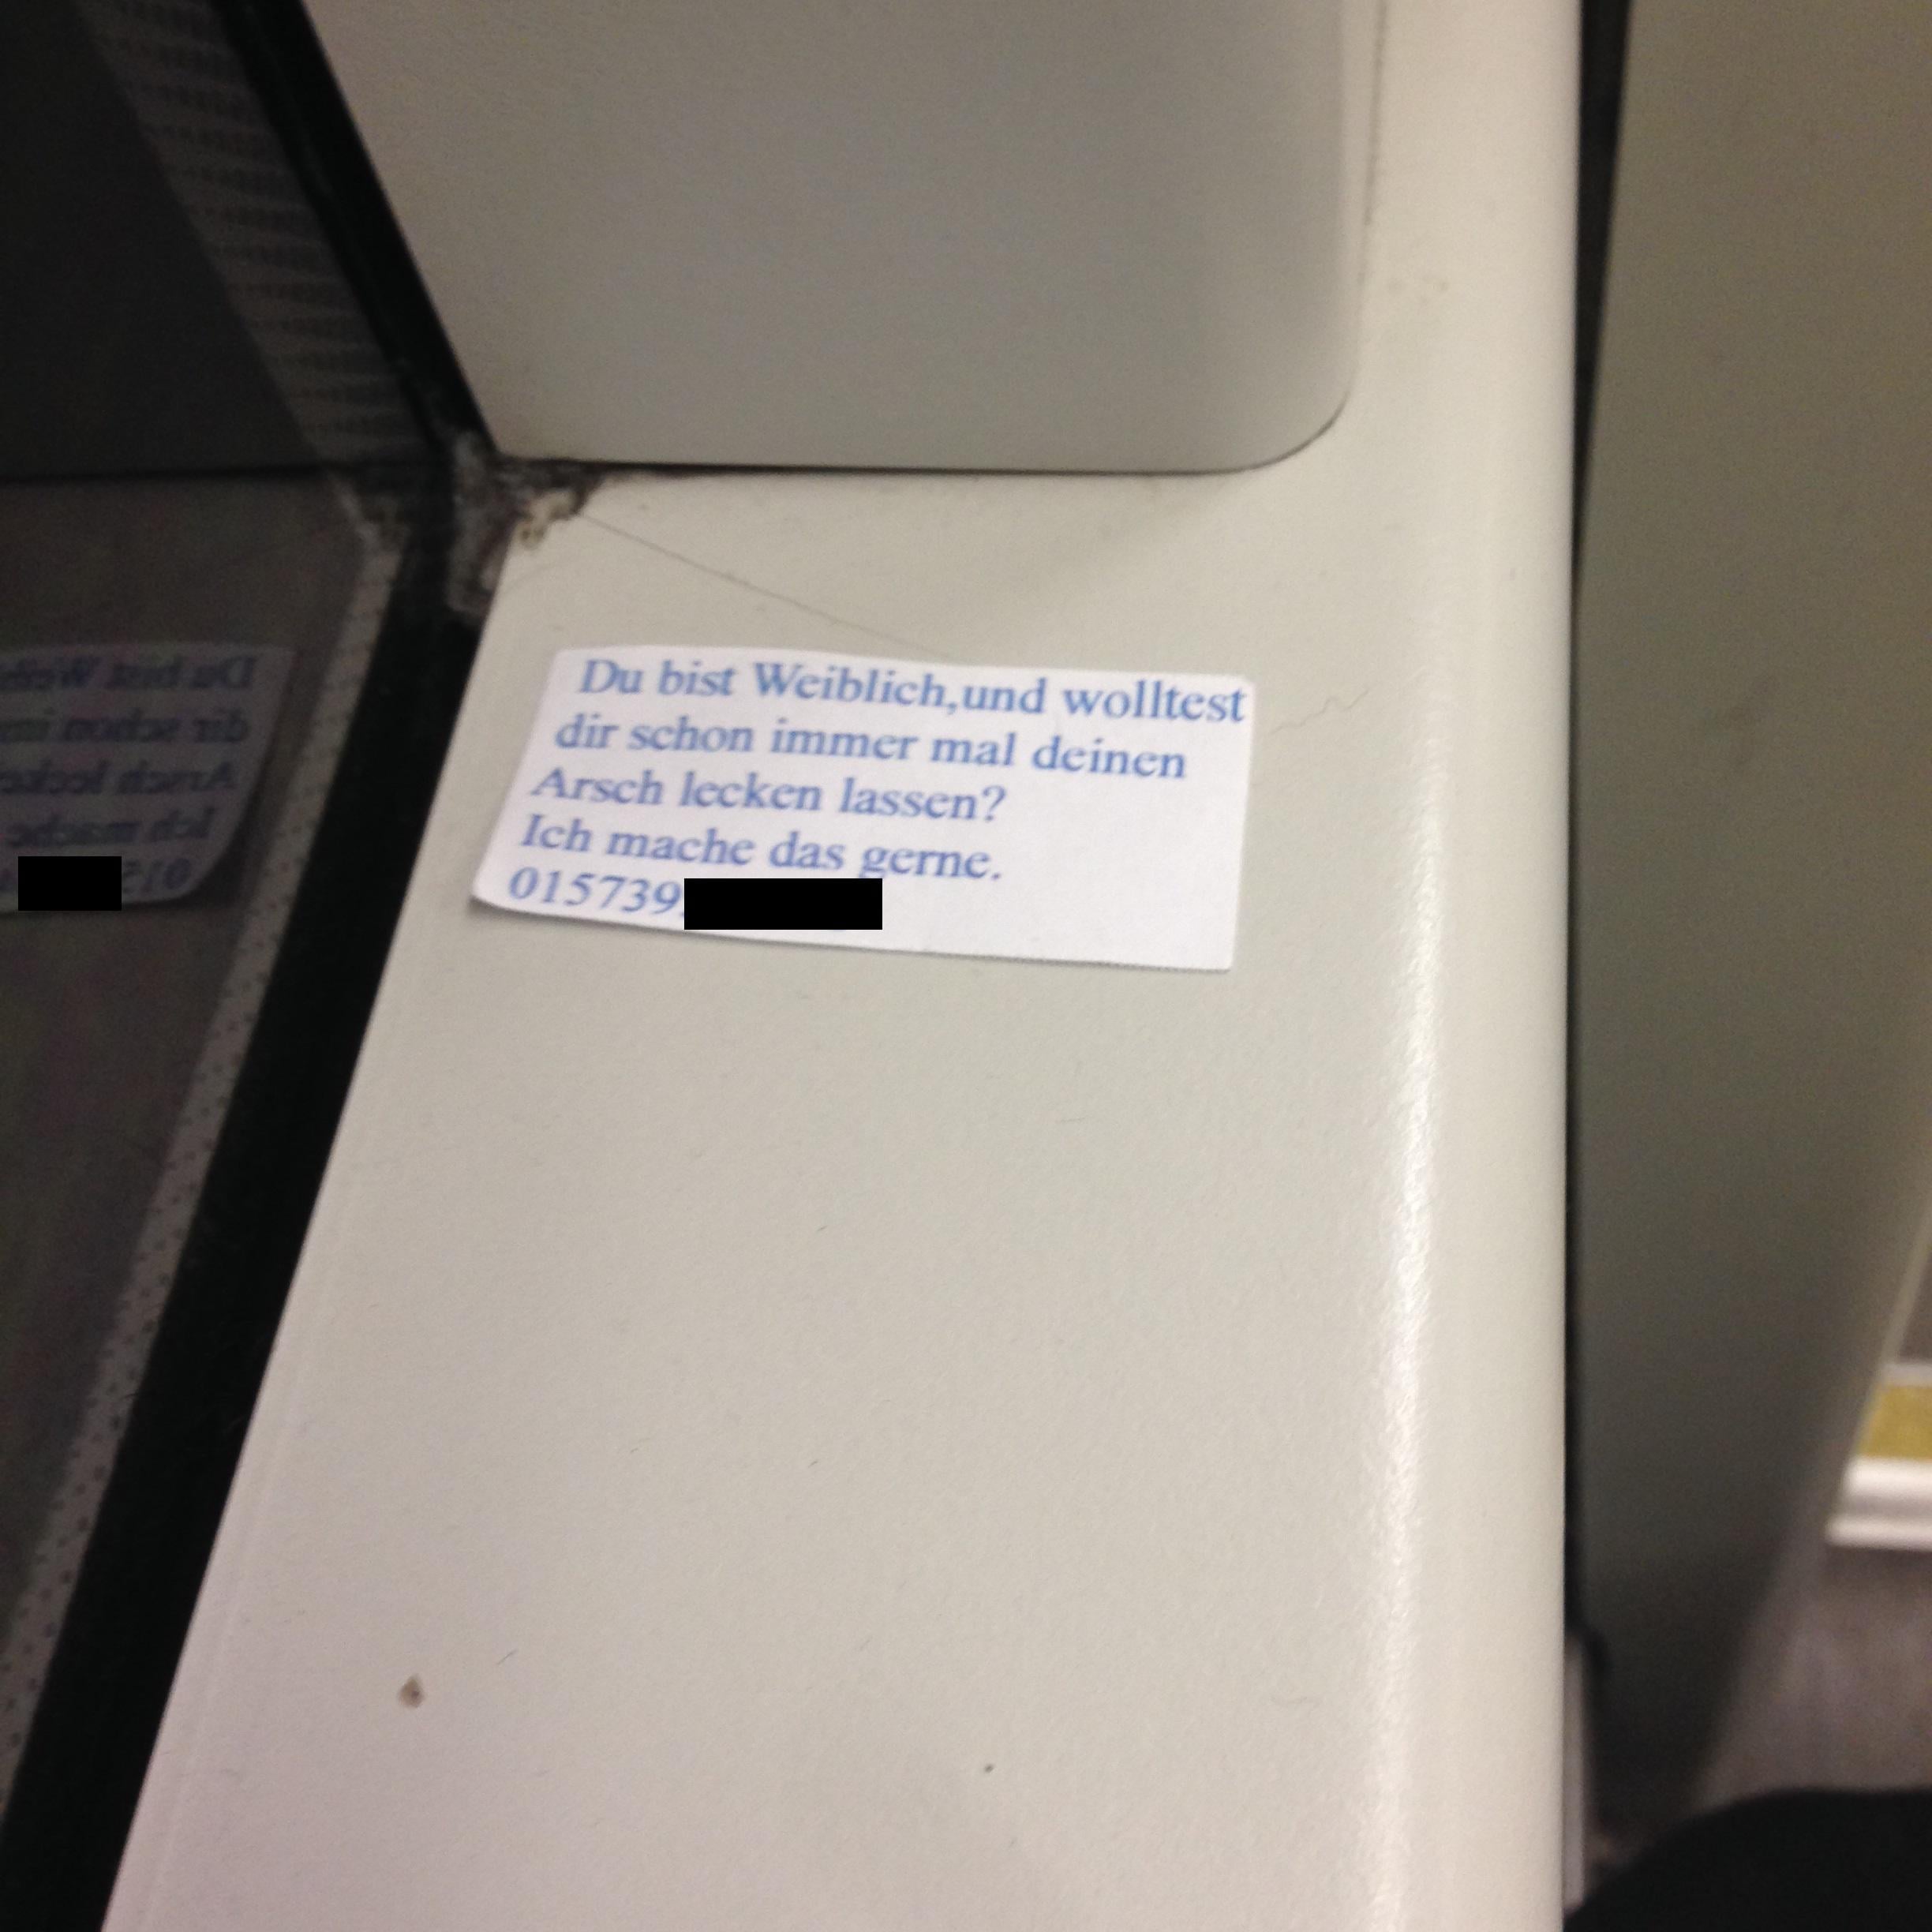 Du bist Weiblich,und wolltest
dir schon immer mal deinen
Arsch lecken lassen?
Ich mache das gerne.
015739